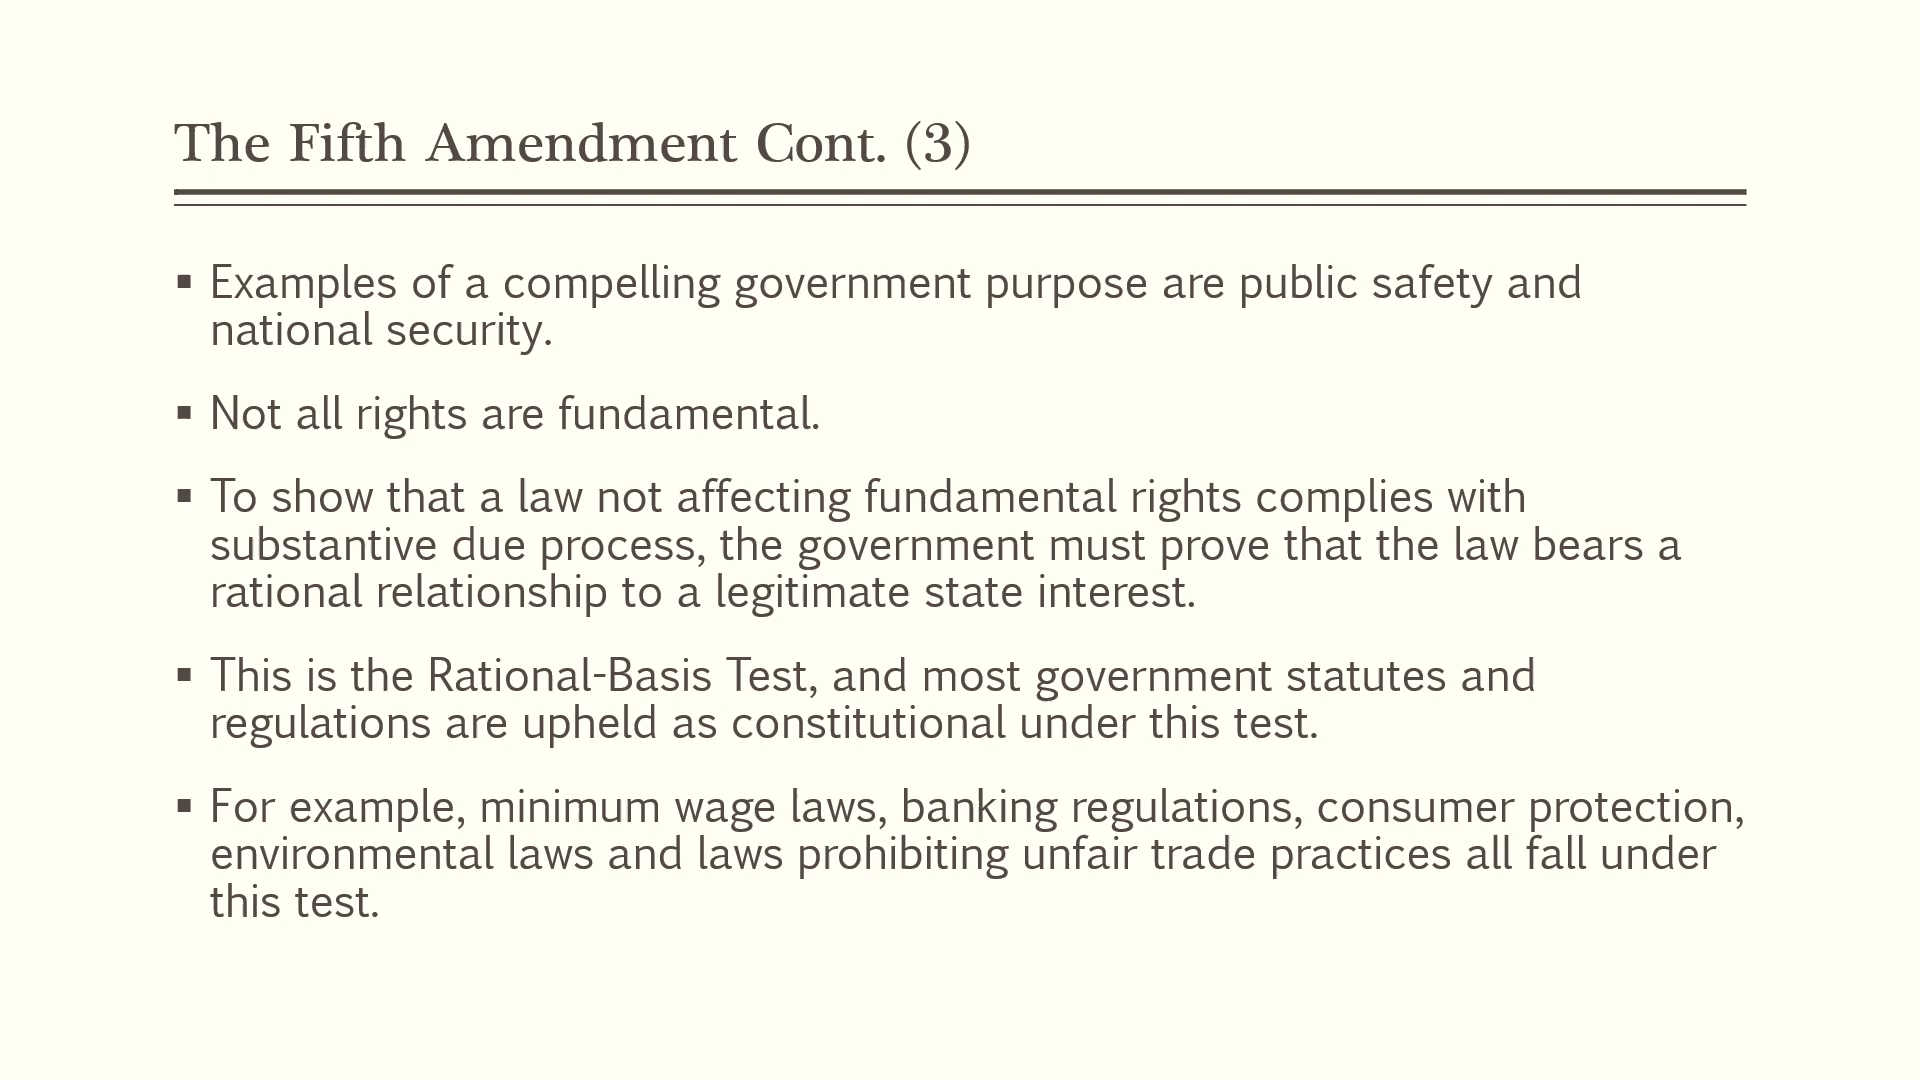 The Fifth Amendment Cont. (3)
▪ Examples of a compelling government purpose are public safety and
national security.
▪ Not all rights are fundamental.
▪ To show that a law not affecting fundamental rights complies with
substantive due process, the government must prove that the law bears a
rational relationship to a legitimate state interest.
▪ This is the Rational-Basis Test, and most government statutes and
regulations are upheld as constitutional under this test.
▪ For example, minimum wage laws, banking regulations, consumer protection,
environmental laws and laws prohibiting unfair trade practices all fall under
this test.